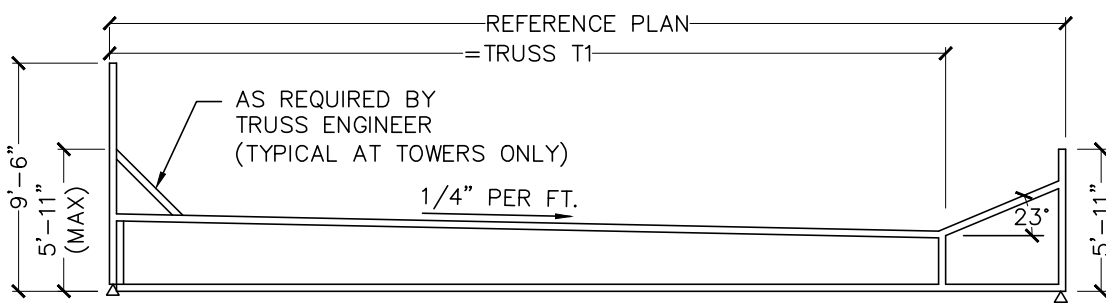 REFERENCE PLAN
=TRUSS T1
AS REQUIRED BY
TRUSS ENGINEER
(TYPICAL AT TOWERS ONLY)
1/4" PER FT.
9'-6"
5'-11"
(MAX)
23°
5'-11"